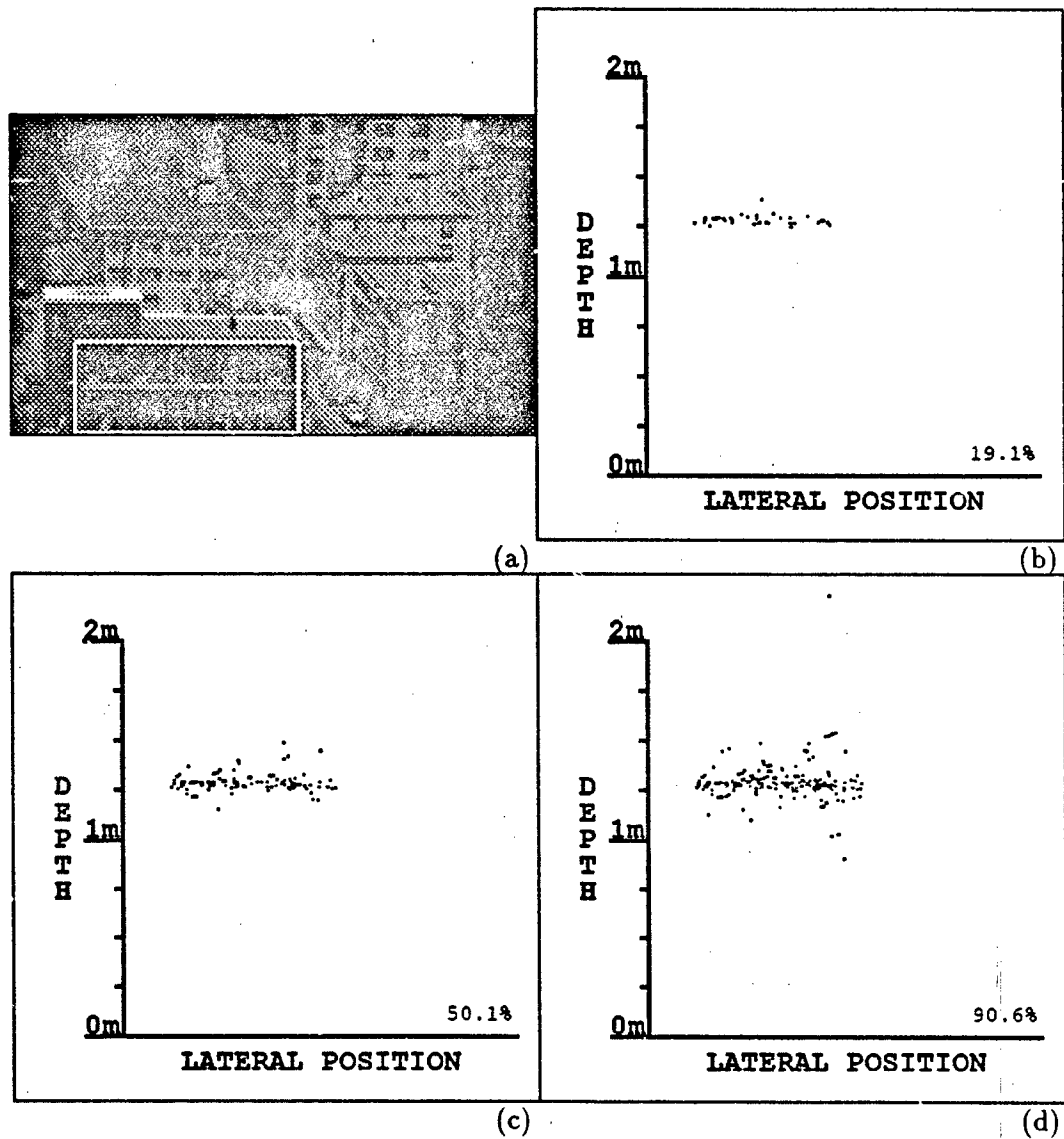 2m
DEPTH
1m
0m
19.1%
LATERAL POSITION
(a)
(b)
2m
DEPTH
1m
0m
50.1%
LATERAL POSITION
(c)
2m
DEPTH
1m
0m
90.6%
LATERAL POSITION
(d)